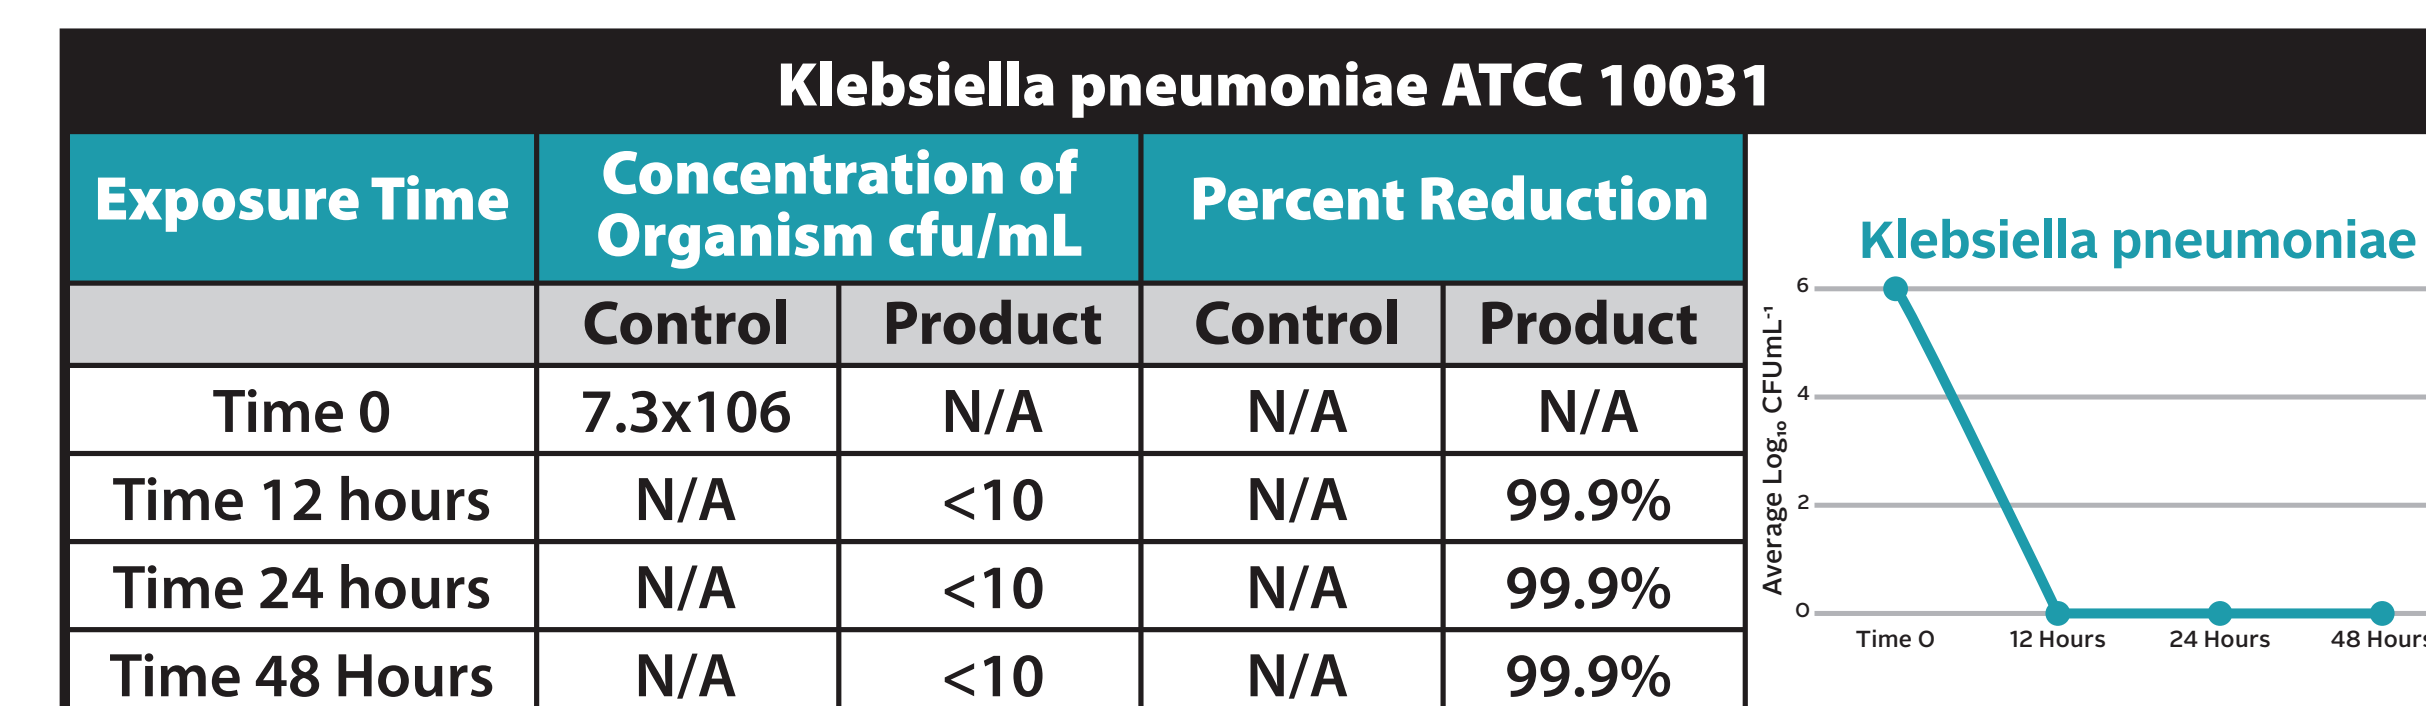 Klebsiella pneumoniae ATCC 10031
Exposure Time
Concentration of
Organism cfu/mL
Percent Reduction
Control Product Control Product
Time 0 7.3x106 N/A N/A N/A
Time 12 hours N/A <10 N/A 99.9%
Time 24 hours N/A <10 N/A 99.9%
Time 48 Hours N/A <10 N/A 99.9%
Klebsiella pneumoniae
Average Log₁₀ CFUmL⁻¹
6
4
2
0
Time 0 12 Hours 24 Hours 48 Hours